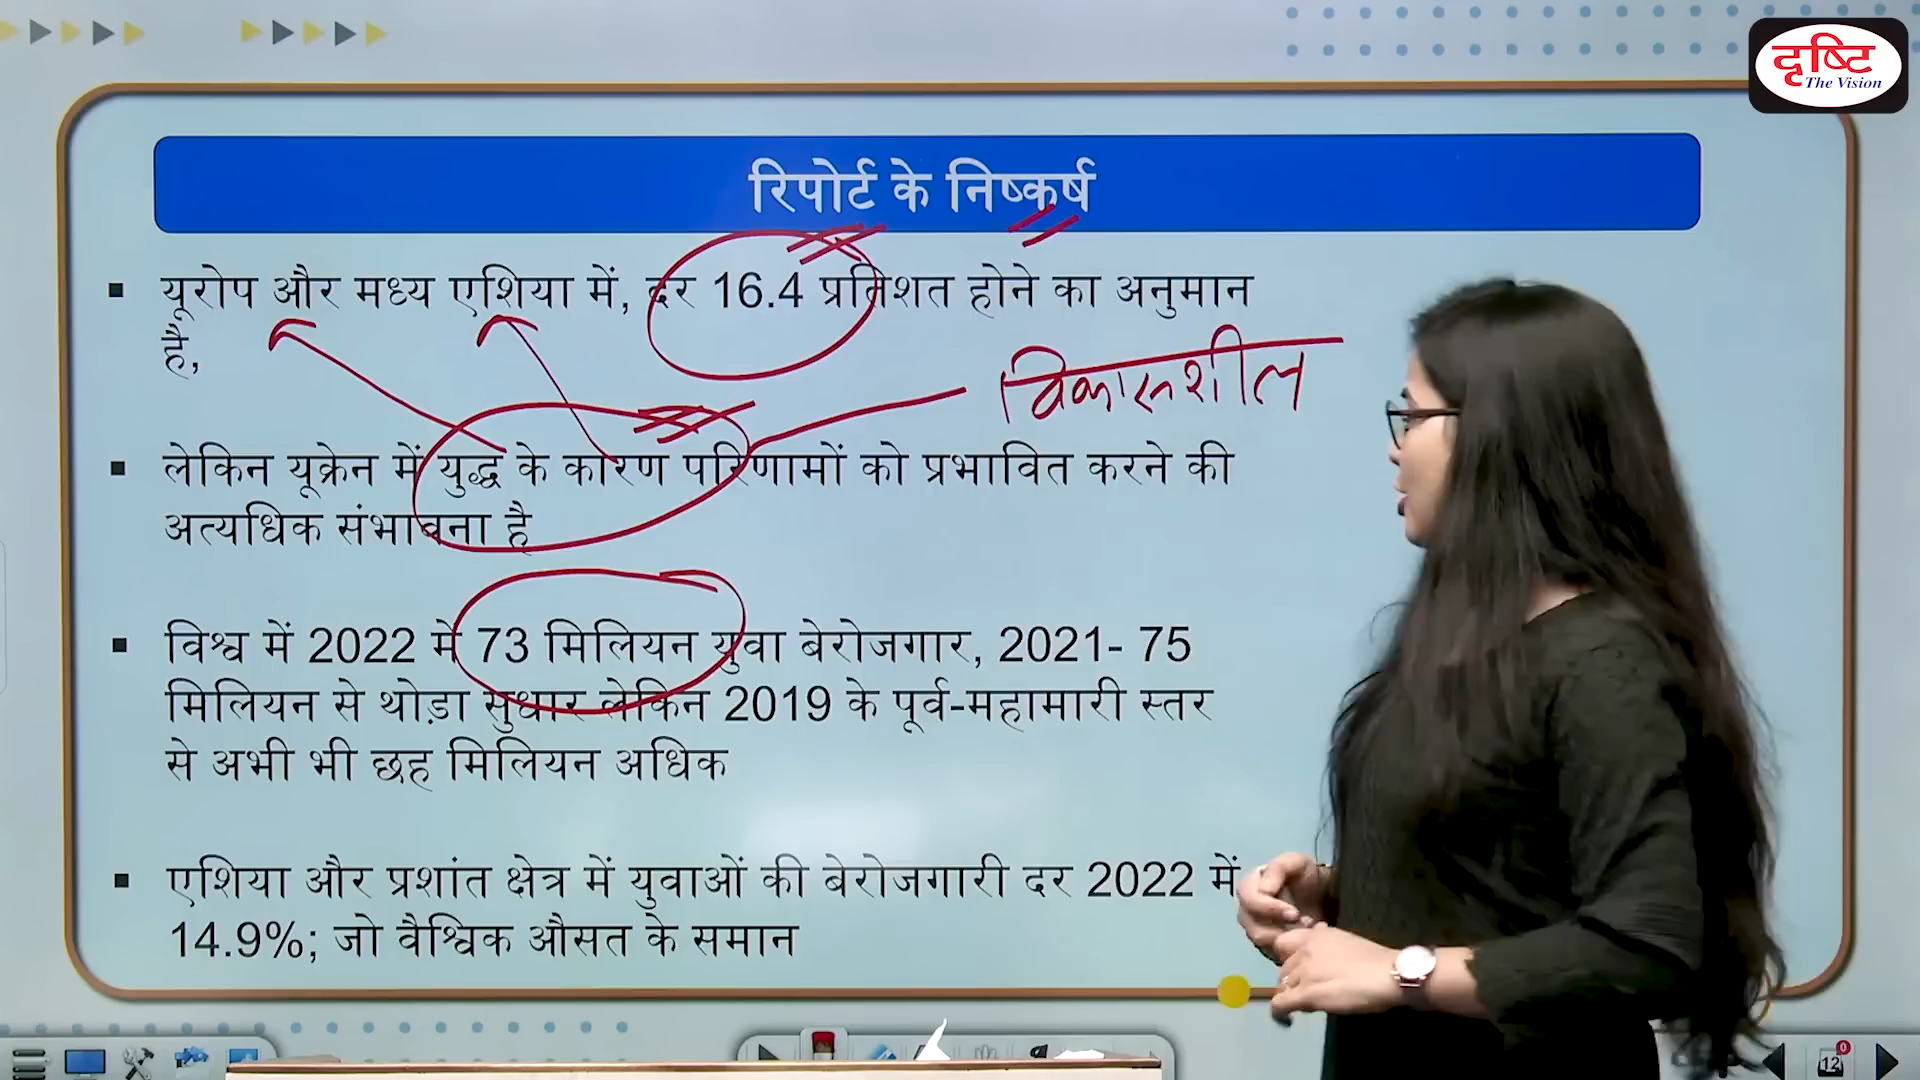 दृष्टि
The Vision
रिपोर्ट के निष्कर्ष
यूरोप और मध्य एशिया में, दर 16.4 प्रतिशत होने का अनुमान
है,
विकासशील
लेकिन यूक्रेन में युद्ध के कारण परिणामों को प्रभावित करने की
अत्यधिक संभावना है
विश्व में 2022 मे 73 मिलियन युवा बेरोजगार, 2021- 75
मिलियन से थोड़ा सुधार लेकिन 2019 के पूर्व-महामारी स्तर
से अभी भी छह मिलियन अधिक
एशिया और प्रशांत क्षेत्र में युवाओं की बेरोजगारी दर 2022 में
14.9%; जो वैश्विक औसत के समान
0
12